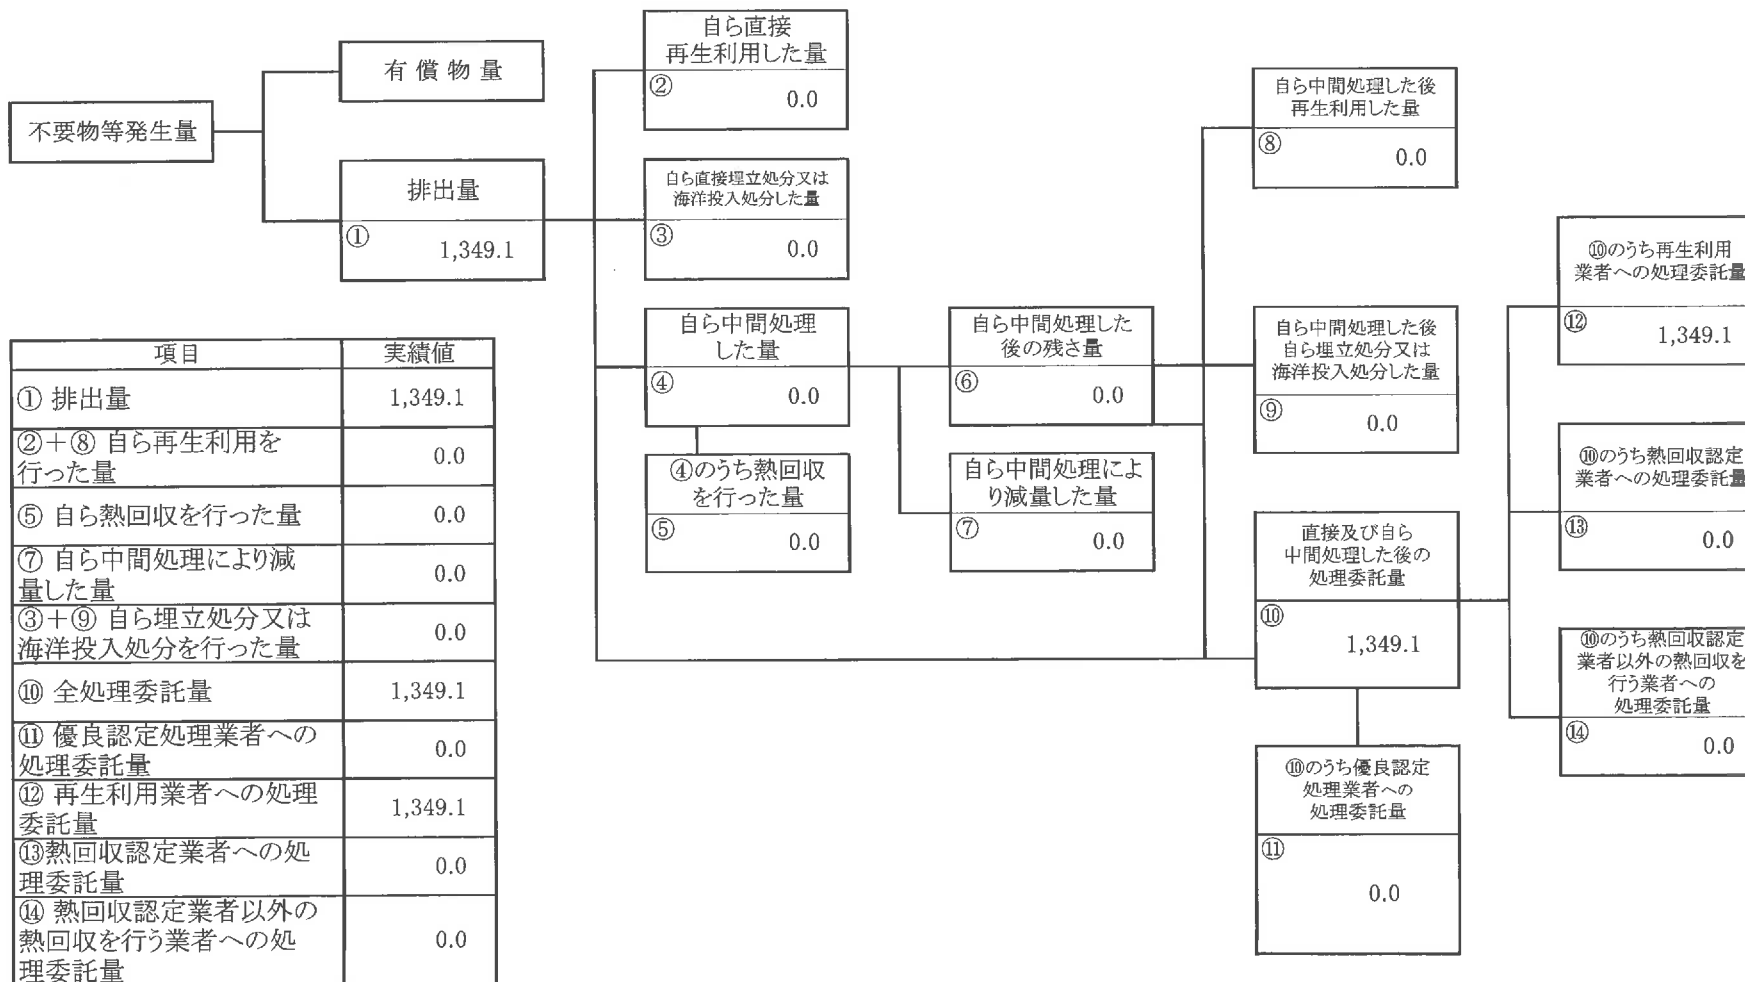 不要物等発生量
有償物量
排出量
①
1,349.1
自ら直接
再生利用した量
②
0.0
自ら直接埋立処分又は
海洋投入処分した量
③
0.0
自ら中間処理
した量
④
0.0
④のうち熱回収
を行った量
⑤
0.0
自ら中間処理した
後の残さ量
⑥
0.0
自ら中間処理によ
り減量した量
⑦
0.0
自ら中間処理した後
再生利用した量
⑧
0.0
自ら中間処理した後
自ら埋立処分又は
海洋投入処分した量
⑨
0.0
直接及び自ら
中間処理した後の
処理委託量
⑩
1,349.1
⑩のうち優良認定
処理業者への
処理委託量
⑪
0.0
⑩のうち再生利用
業者への処理委託量
⑫
1,349.1
⑩のうち熱回収認定
業者への処理委託量
⑬
0.0
⑩のうち熱回収認定
業者以外の熱回収を
行う業者への
処理委託量
⑭
0.0
項目 実績値
① 排出量 1,349.1
②+⑧ 自ら再生利用を
行った量 0.0
⑤ 自ら熱回収を行った量 0.0
⑦ 自ら中間処理により減
量した量 0.0
③+⑨ 自ら埋立処分又は
海洋投入処分を行った量 0.0
⑩ 全処理委託量 1,349.1
⑪ 優良認定処理業者への
処理委託量 0.0
⑫ 再生利用業者への処理
委託量 1,349.1
⑬熱回収認定業者への処
理委託量 0.0
⑭ 熱回収認定業者以外の
熱回収を行う業者への処
理委託量 0.0